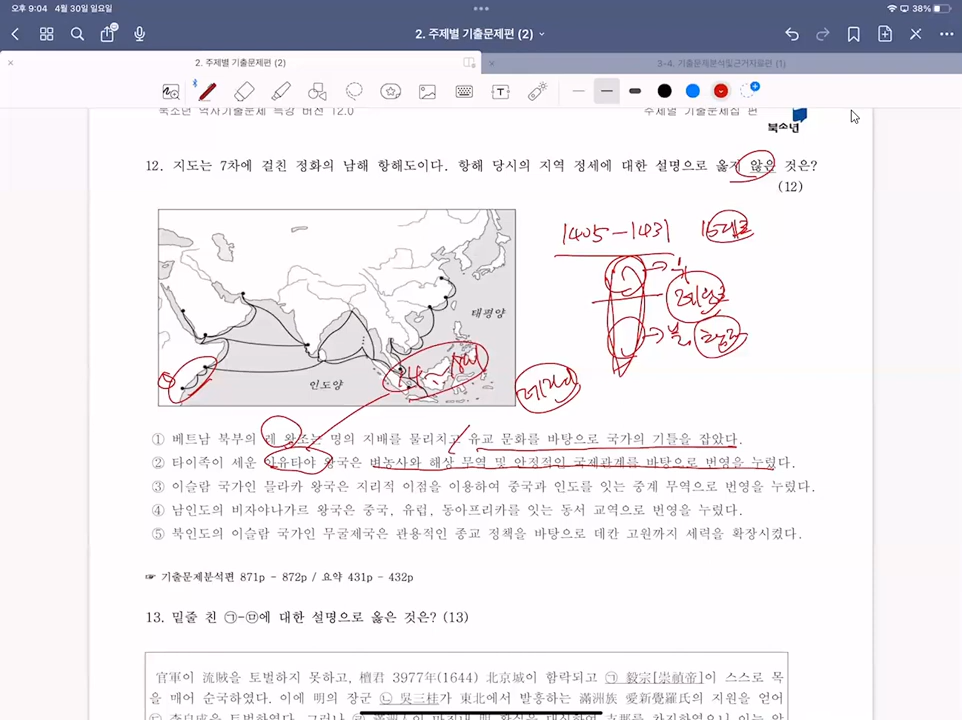 오후 9:04 4월 30일 일요일
38%
2. 주제별 기출문제편 (2)
2. 주제별 기출문제편 (2)
3-4. 기출문제분석및근거자료편 (1)
북소년 역사기출문제 특강 버전 12.0
주제별 기출문제집 편
북소년
12. 지도는 7차에 걸친 정화의 남해 항해도이다. 항해 당시의 지역 정세에 대한 설명으로 옳지 않은 것은?
(12)
1405-1431
태평양
인도양
① 베트남 북부의 레 왕조는 명의 지배를 물리치고 유교 문화를 바탕으로 국가의 기틀을 잡았다.
② 타이족이 세운 아유타야 왕국은 벼농사와 해상 무역 및 안정적인 국제관계를 바탕으로 번영을 누렸다.
③ 이슬람 국가인 믈라카 왕국은 지리적 이점을 이용하여 중국과 인도를 잇는 중계 무역으로 번영을 누렸다.
④ 남인도의 비자야나가르 왕국은 중국, 유럽, 동아프리카를 잇는 동서 교역으로 번영을 누렸다.
⑤ 북인도의 이슬람 국가인 무굴제국은 관용적인 종교 정책을 바탕으로 데칸 고원까지 세력을 확장시켰다.
☞ 기출문제분석편 871p - 872p / 요약 431p - 432p
13. 밑줄 친 ㉠-㉤에 대한 설명으로 옳은 것은? (13)
官軍이 流賊을 토벌하지 못하고, 檀君 3977年(1644) 北京城이 함락되고 ㉠ 毅宗[崇禎帝]이 스스로 목
을 매어 순국하였다. 이에 明의 장군 ㉡ 吳三桂가 東北에서 발흥하는 滿洲族 愛新覺羅氏의 지원을 얻어